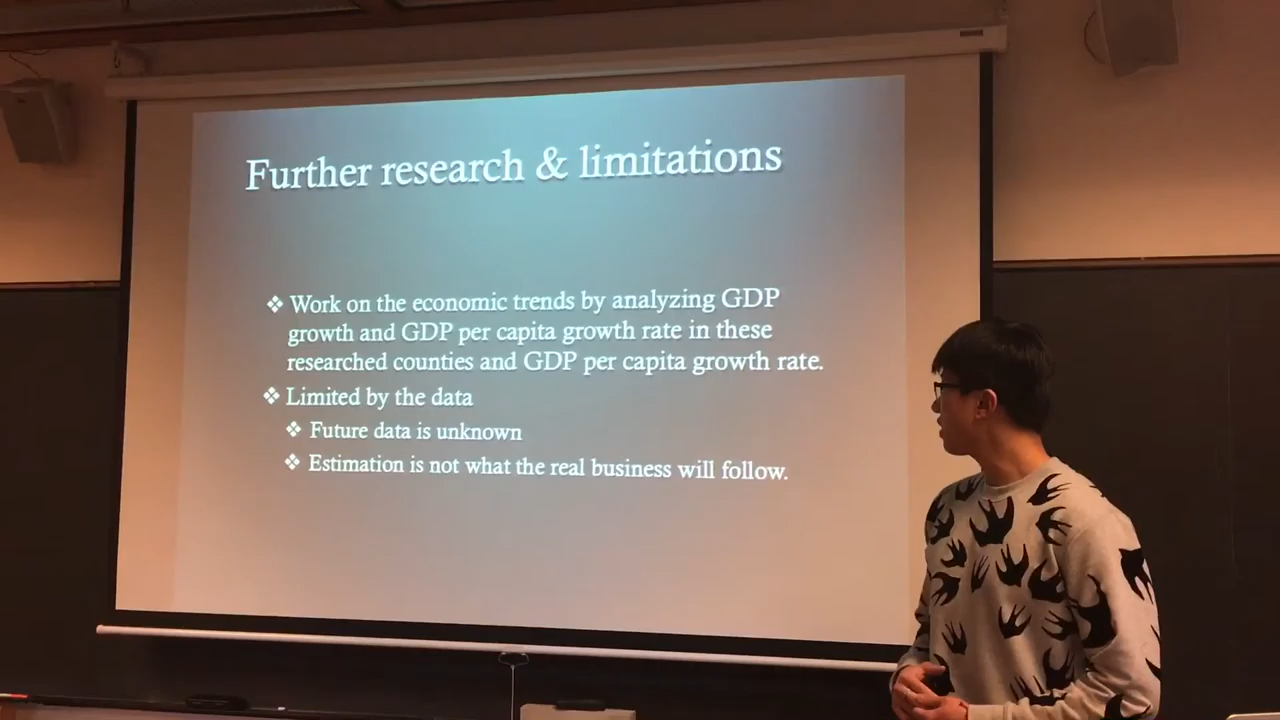 Further research & limitations
❖ Work on the economic trends by analyzing GDP
growth and GDP per capita growth rate in these
researched counties and GDP per capita growth rate.
❖ Limited by the data
❖ Future data is unknown
❖ Estimation is not what the real business will follow.